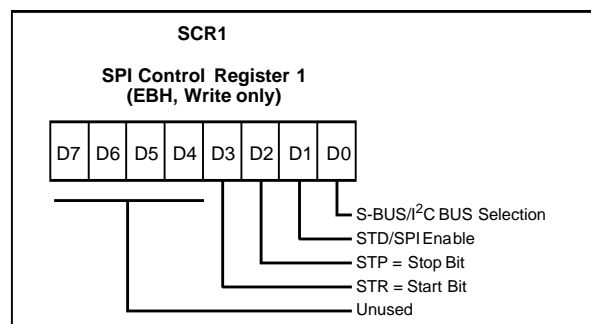 SCR1
SPI Control Register 1
(EBH, Write only)
D7 D6 D5 D4 D3 D2 D1 D0
S-BUS/I²C BUS Selection
STD/SPI Enable
STP = Stop Bit
STR = Start Bit
Unused